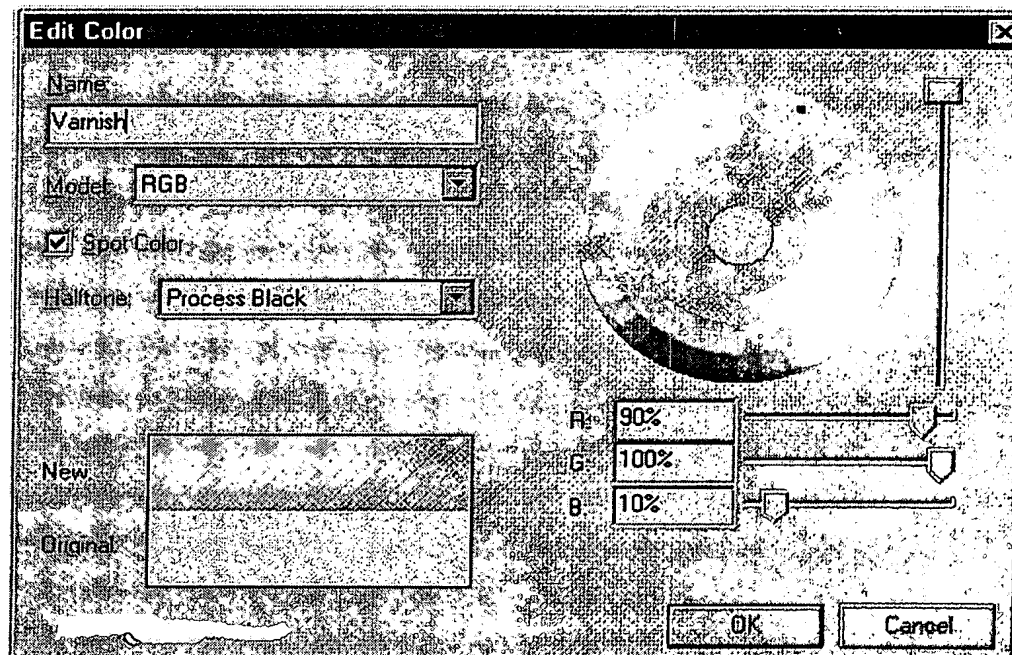 Edit Color
Name:
Varnish
Model: RGB
Spot Color
Halftone: Process Black
New:
Original:
R: 90%
G: 100%
B: 10%
OK Cancel